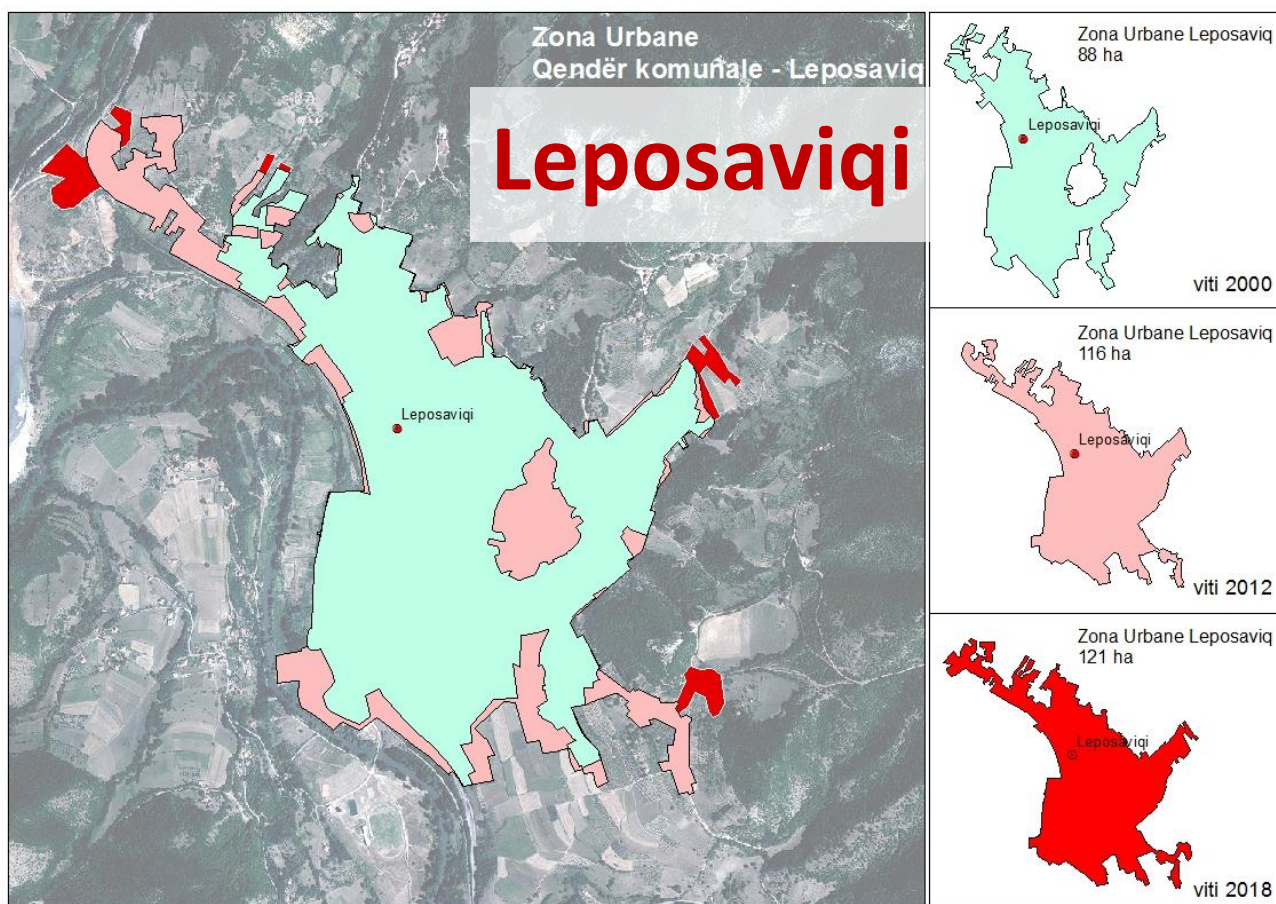 Zona Urbane
Qendër komunale - Leposaviq
Leposaviqi
Leposaviqi
Zona Urbane Leposaviq
88 ha
Leposaviqi
viti 2000
Zona Urbane Leposaviq
116 ha
Leposaviqi
viti 2012
Zona Urbane Leposaviq
121 ha
Leposaviqi
viti 2018